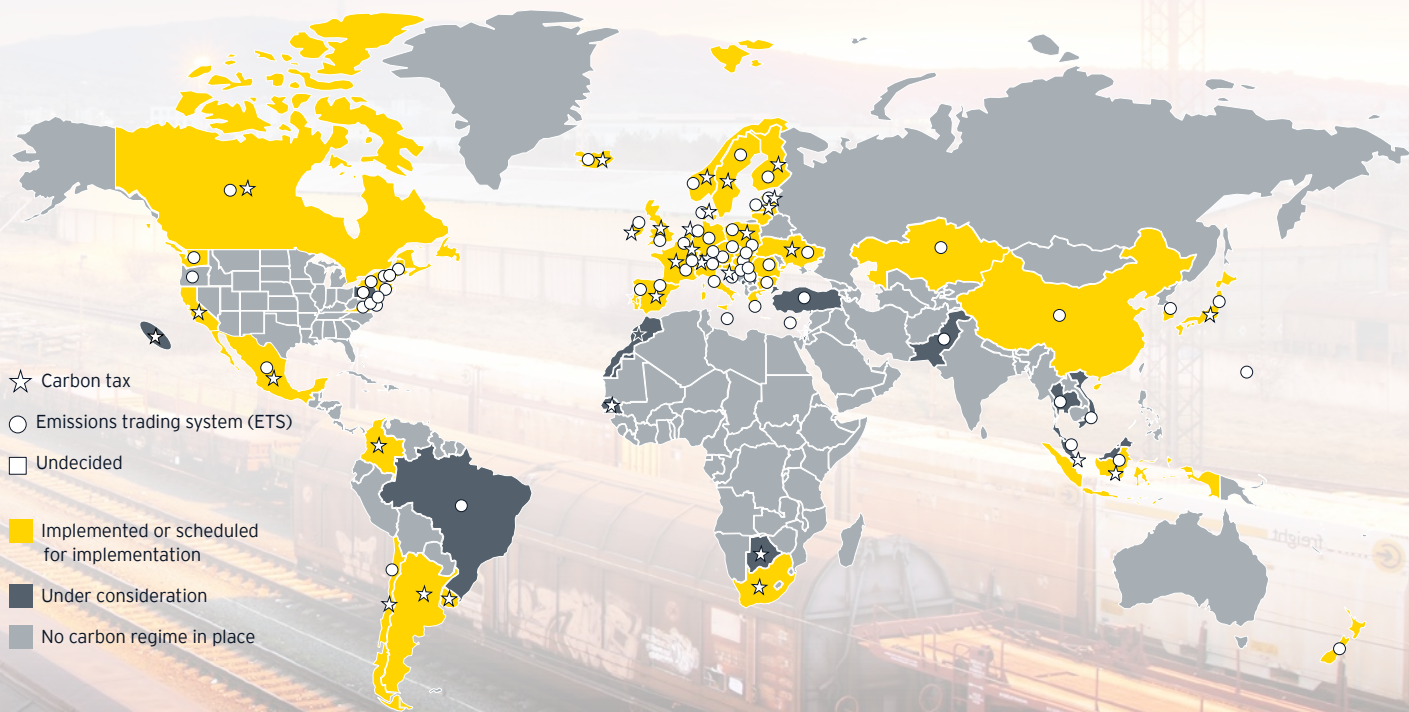 Carbon tax
Emissions trading system (ETS)
Undecided
Implemented or scheduled
for implementation
Under consideration
No carbon regime in place
freight